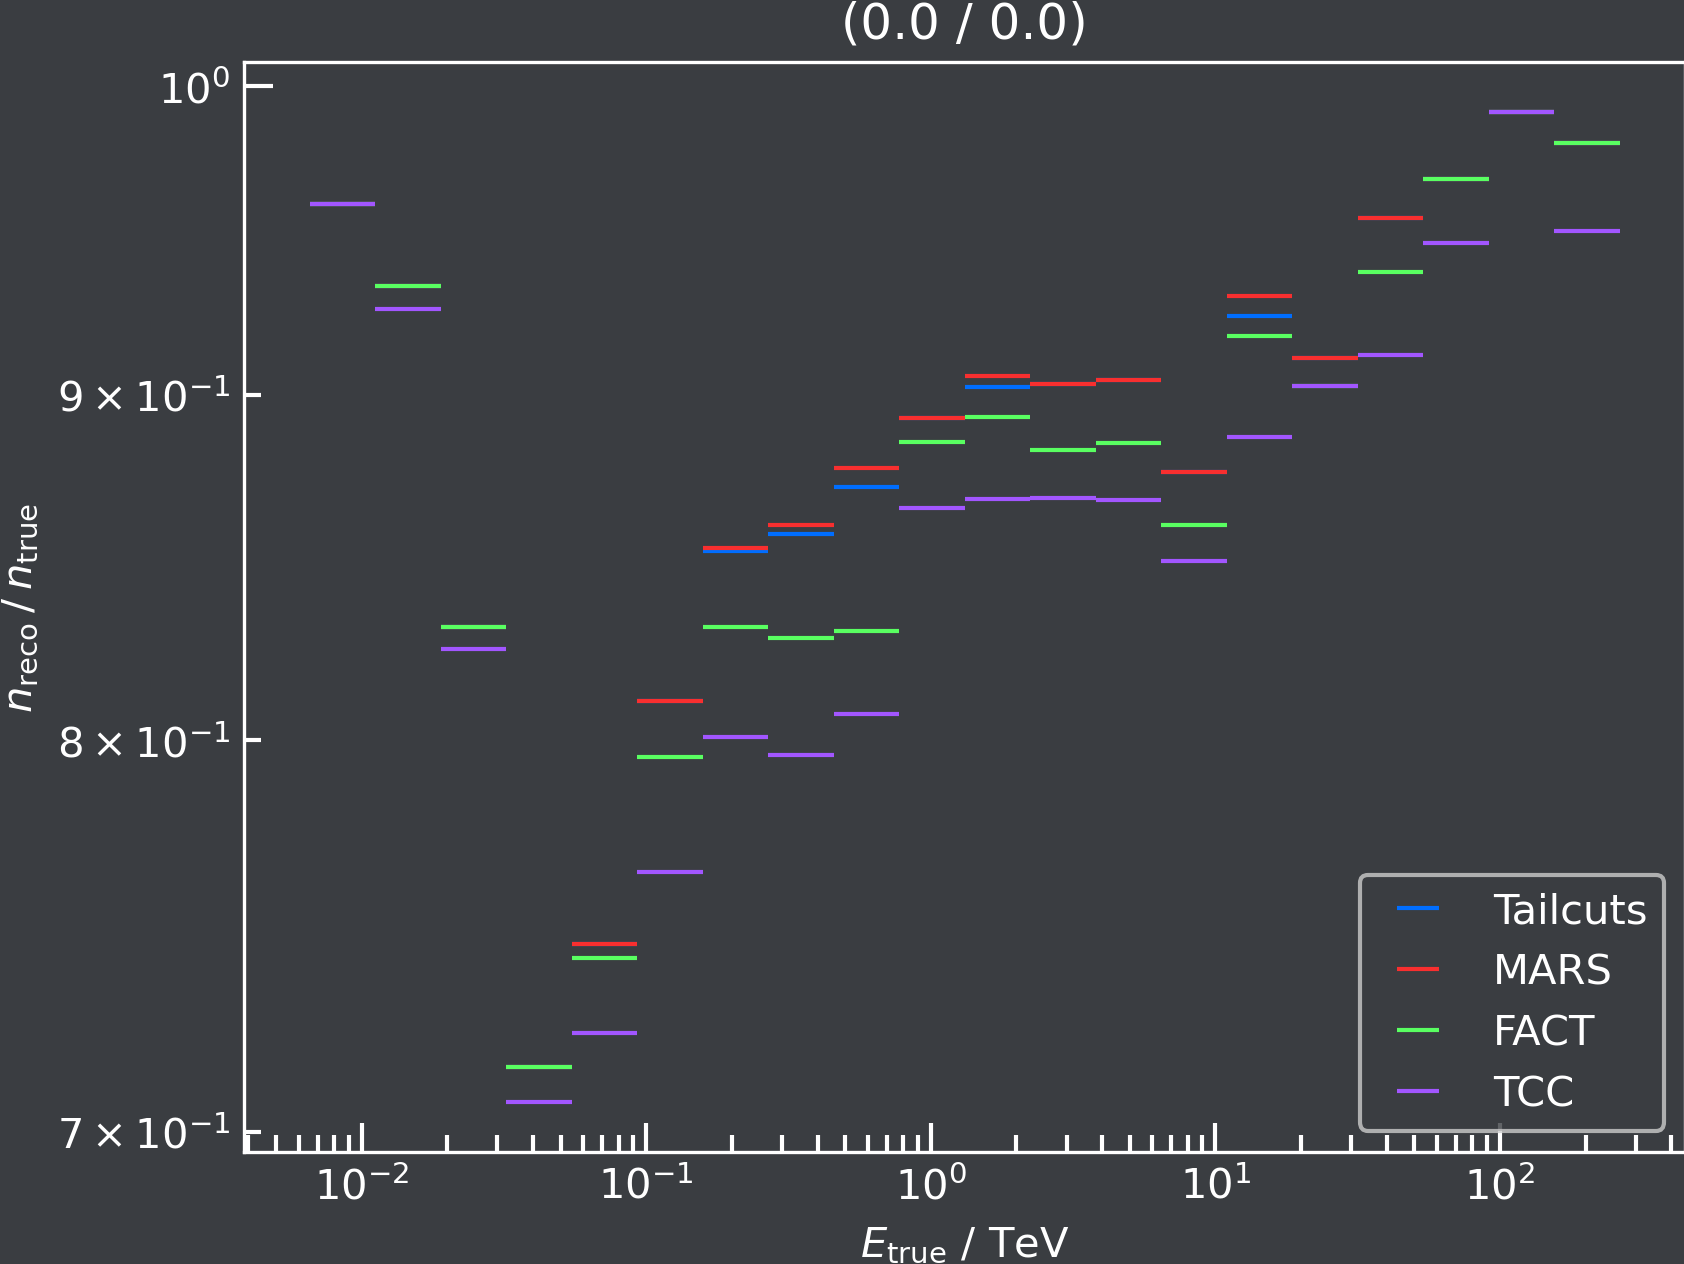 (0.0 / 0.0)
10⁰
9 × 10⁻¹
8 × 10⁻¹
7 × 10⁻¹
n_reco / n_true
10⁻² 10⁻¹ 10⁰ 10¹ 10²
E_true / TeV
Tailcuts
MARS
FACT
TCC